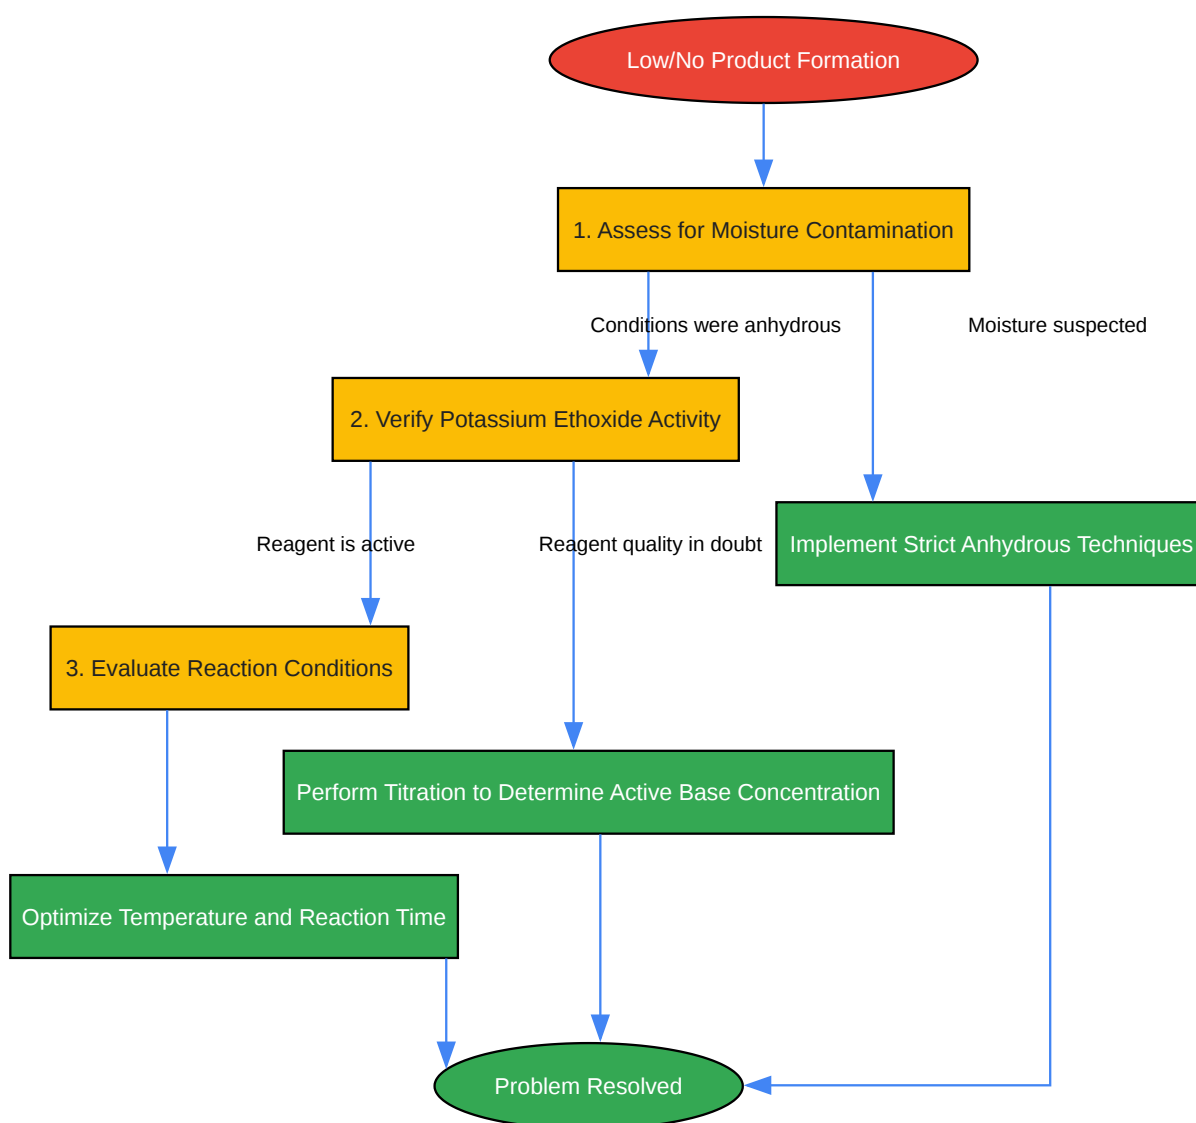 Low/No Product Formation
1. Assess for Moisture Contamination
Conditions were anhydrous
Moisture suspected
2. Verify Potassium Ethoxide Activity
Reagent is active
Reagent quality in doubt
Implement Strict Anhydrous Techniques
3. Evaluate Reaction Conditions
Perform Titration to Determine Active Base Concentration
Optimize Temperature and Reaction Time
Problem Resolved